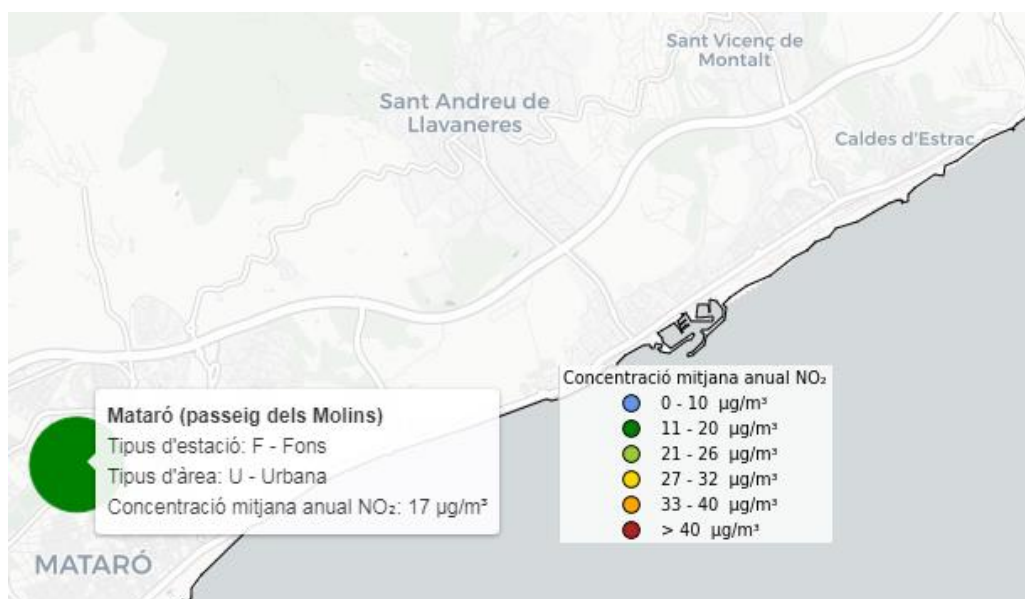 Sant Vicenç de
Montalt
Sant Andreu de
Llavaneres
Caldes d'Estrac
Concentració mitjana anual NO₂
0 - 10 µg/m³
11 - 20 µg/m³
21 - 26 µg/m³
27 - 32 µg/m³
33 - 40 µg/m³
> 40 µg/m³
Mataró (passeig dels Molins)
Tipus d'estació: F - Fons
Tipus d'àrea: U - Urbana
Concentració mitjana anual NO₂: 17 µg/m³
MATARÓ